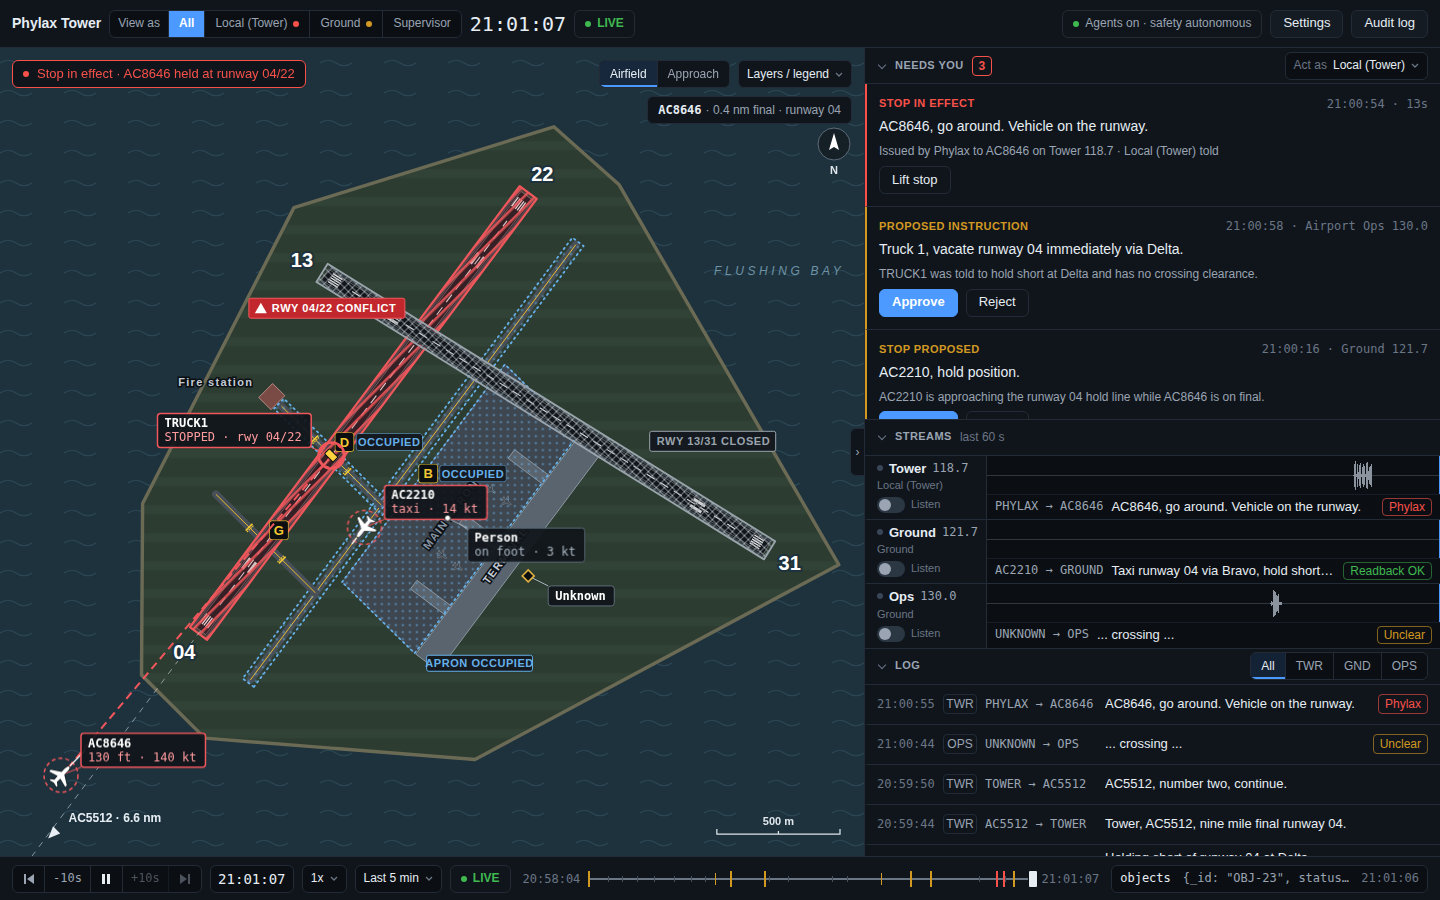 Phylax Tower
View as
All
Local (Tower)
Ground
Supervisor
21:01:07
LIVE
Agents on · safety autonomous
Settings
Audit log
Stop in effect · AC8646 held at runway 04/22
Airfield
Approach
Layers / legend
AC8646 · 0.4 nm final · runway 04
N
22
13
FLUSHING BAY
RWY 04/22 CONFLICT
Fire station
TRUCK1
STOPPED · rwy 04/22
D
OCCUPIED
RWY 13/31 CLOSED
B
OCCUPIED
AC2210
taxi · 14 kt
G
MAIN
Person
on foot · 3 kt
TER
31
Unknown
04
APRON OCCUPIED
AC8646
130 ft · 140 kt
AC5512 · 6.6 nm
500 m
NEEDS YOU
3
Act as Local (Tower)
STOP IN EFFECT
21:00:54 · 13s
AC8646, go around. Vehicle on the runway.
Issued by Phylax to AC8646 on Tower 118.7 · Local (Tower) told
Lift stop
PROPOSED INSTRUCTION
21:00:58 · Airport Ops 130.0
Truck 1, vacate runway 04 immediately via Delta.
TRUCK1 was told to hold short at Delta and has no crossing clearance.
Approve
Reject
STOP PROPOSED
21:00:16 · Ground 121.7
AC2210, hold position.
AC2210 is approaching the runway 04 hold line while AC8646 is on final.
STREAMS last 60 s
Tower 118.7
Local (Tower)
Listen
PHYLAX → AC8646 AC8646, go around. Vehicle on the runway.
Phylax
Ground 121.7
Ground
Listen
AC2210 → GROUND Taxi runway 04 via Bravo, hold short…
Readback OK
Ops 130.0
Ground
Listen
UNKNOWN → OPS ... crossing ...
Unclear
LOG
All
TWR
GND
OPS
21:00:55 TWR PHYLAX → AC8646 AC8646, go around. Vehicle on the runway. Phylax
21:00:44 OPS UNKNOWN → OPS ... crossing ... Unclear
20:59:50 TWR TOWER → AC5512 AC5512, number two, continue.
20:59:44 TWR AC5512 → TOWER Tower, AC5512, nine mile final runway 04.
-10s
+10s
21:01:07
1x
Last 5 min
LIVE
20:58:04
21:01:07
objects {_id: "OBJ-23", status… 21:01:06